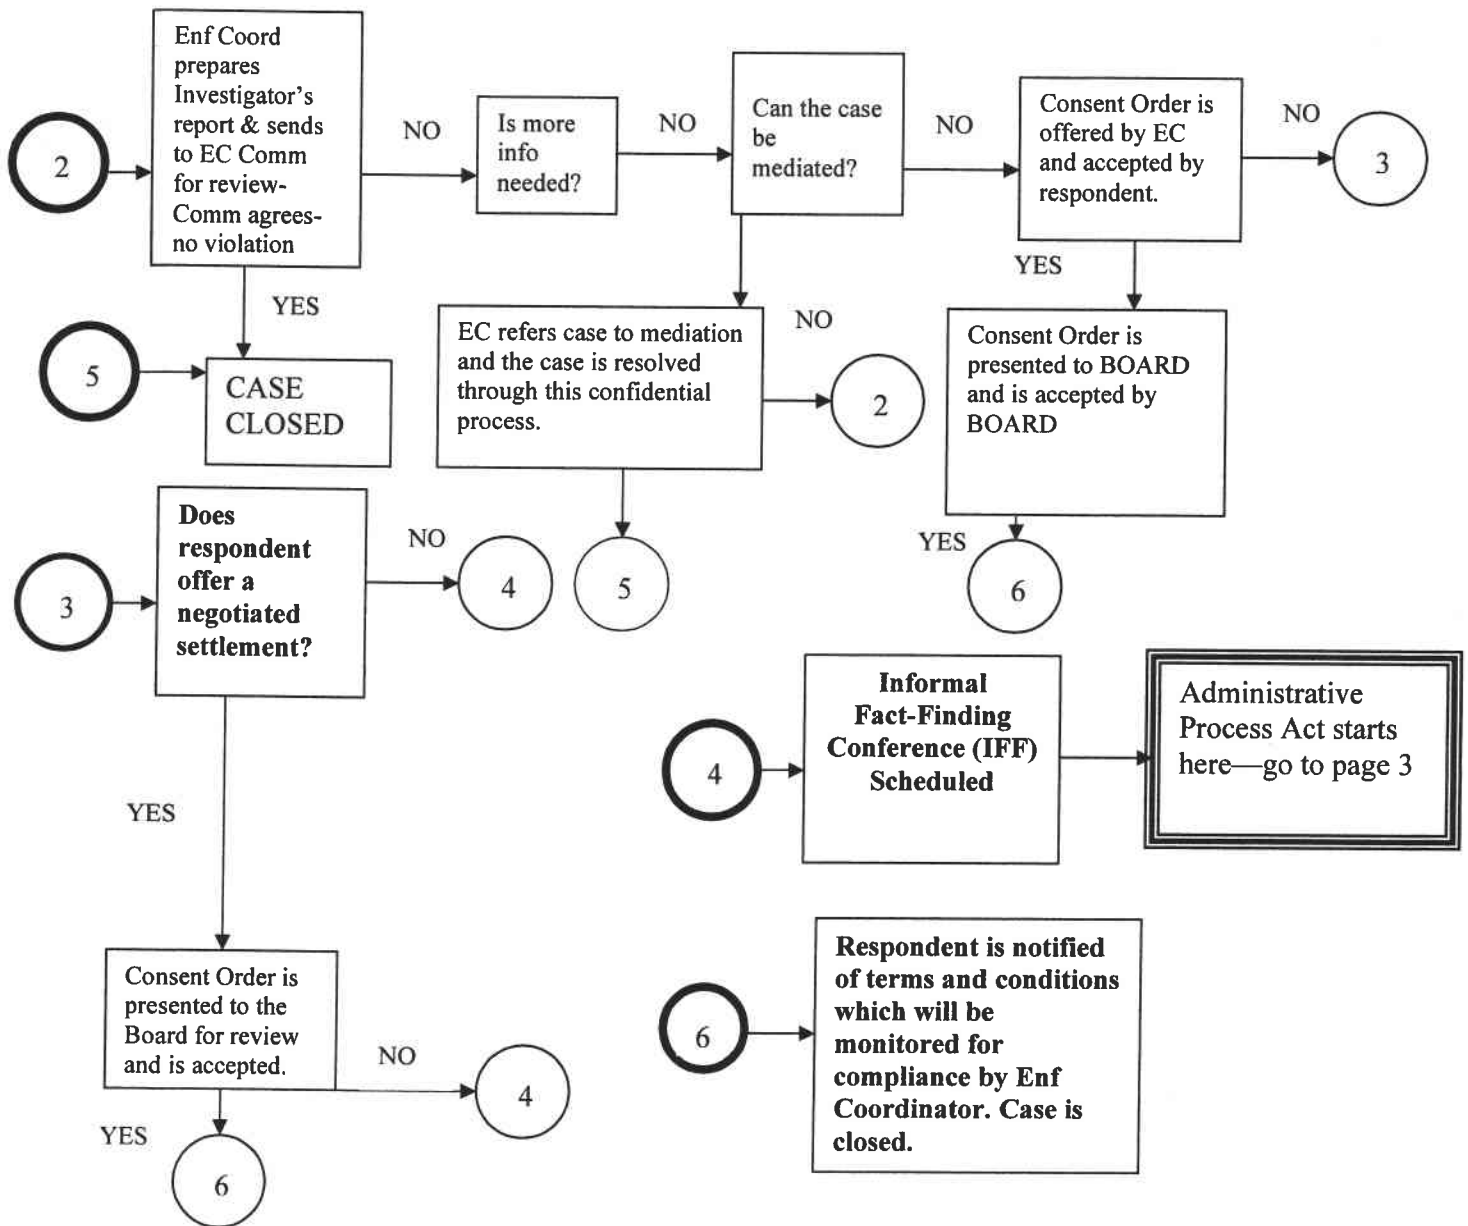 2
Enf Coord
prepares
Investigator's
report & sends
to EC Comm
for review-
Comm agrees-
no violation
NO
Is more
info
needed?
NO
Can the case
be
mediated?
NO
Consent Order is
offered by EC
and accepted by
respondent.
NO
3
YES
YES
5
CASE
CLOSED
EC refers case to mediation
and the case is resolved
through this confidential
process.
NO
2
Consent Order is
presented to BOARD
and is accepted by
BOARD
3
Does
respondent
offer a
negotiated
settlement?
NO
4
5
YES
6
YES
4
Informal
Fact-Finding
Conference (IFF)
Scheduled
Administrative
Process Act starts
here—go to page 3
Consent Order is
presented to the
Board for review
and is accepted.
NO
4
YES
6
6
Respondent is notified
of terms and conditions
which will be
monitored for
compliance by Enf
Coordinator. Case is
closed.